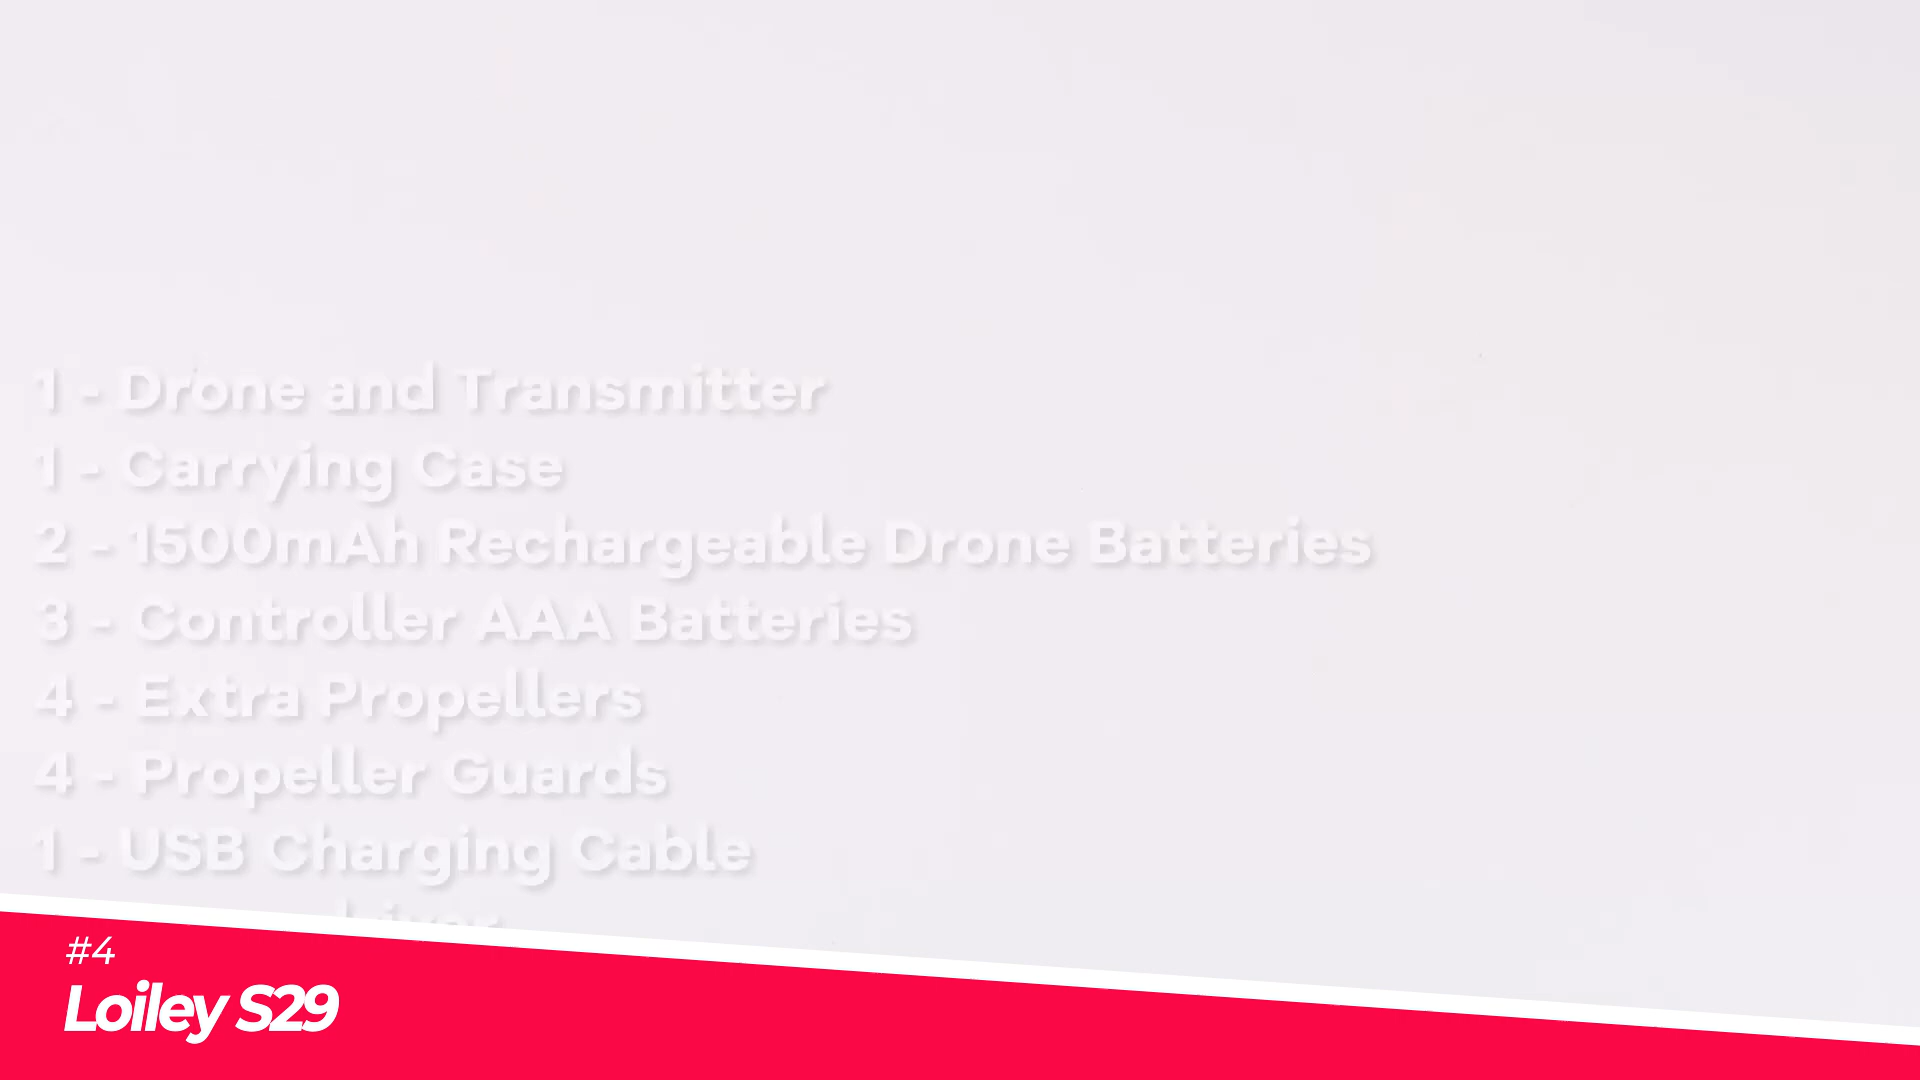 1 - Drone and Transmitter
1 - Carrying Case
2 - 1500mAh Rechargeable Drone Batteries
3 - Controller AAA Batteries
4 - Extra Propellers
4 - Propeller Guards
1 - USB Charging Cable
#4
Loiley S29